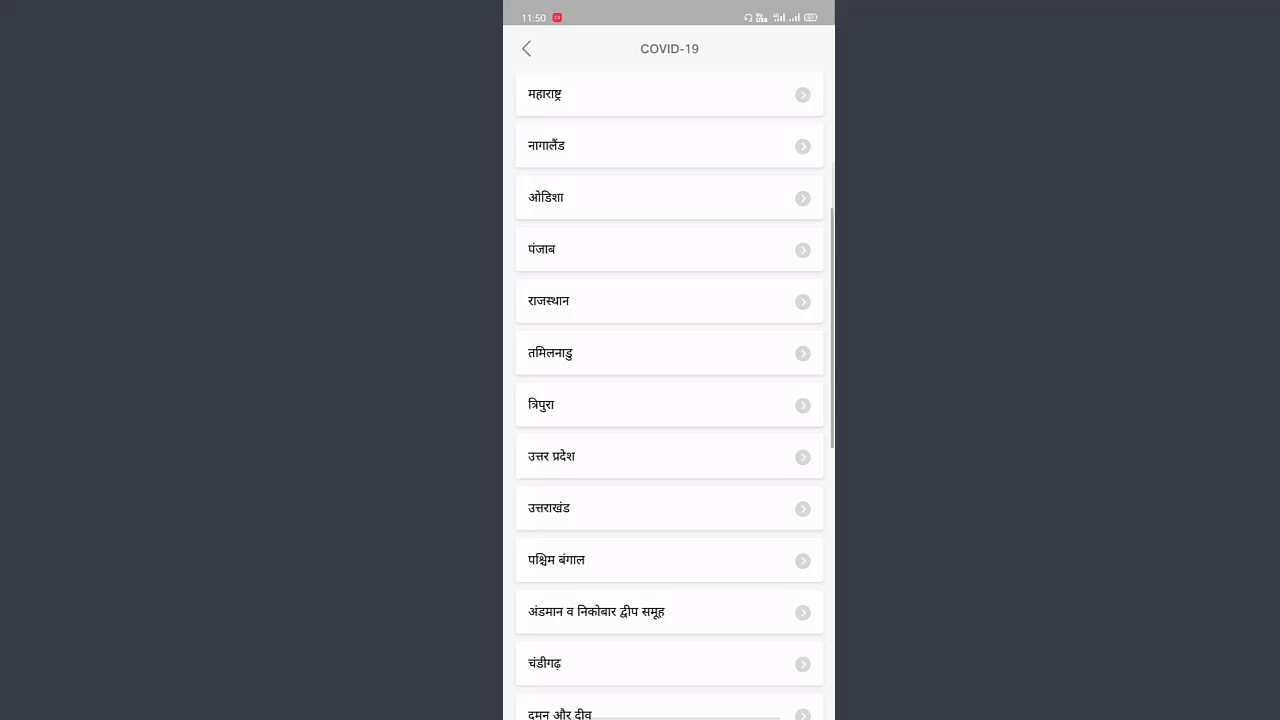 11:50
COVID-19
महाराष्ट्र
नागालैंड
ओडिशा
पंजाब
राजस्थान
तमिलनाडु
त्रिपुरा
उत्तर प्रदेश
उत्तराखंड
पश्चिम बंगाल
अंडमान व निकोबार द्वीप समूह
चंडीगढ़
दमन और दीव